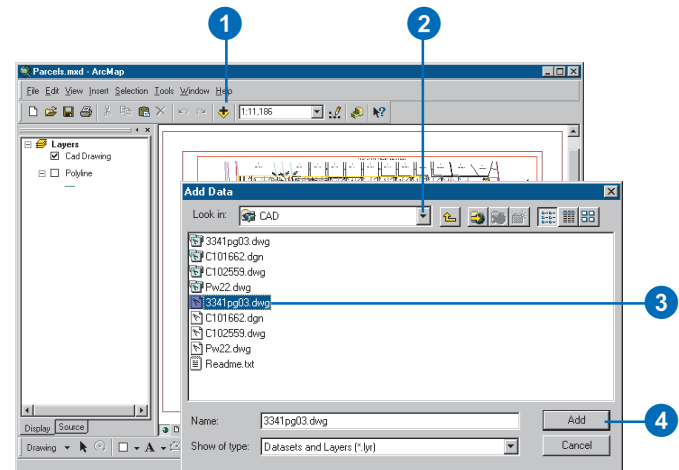 1
2
Parcels.mxd - ArcMap
File Edit View Insert Selection Tools Window Help
1:11,186
Layers
Cad Drawing
Polyline
Add Data
Look in: CAD
3341pg03.dwg
C101662.dgn
C102559.dwg
Pw22.dwg
3341pg03.dwg
3
C101662.dgn
C102559.dwg
Pw22.dwg
Readme.txt
Name: 3341pg03.dwg Add
4
Display Source
Show of type: Datasets and Layers (*.lyr) Cancel
Drawing A